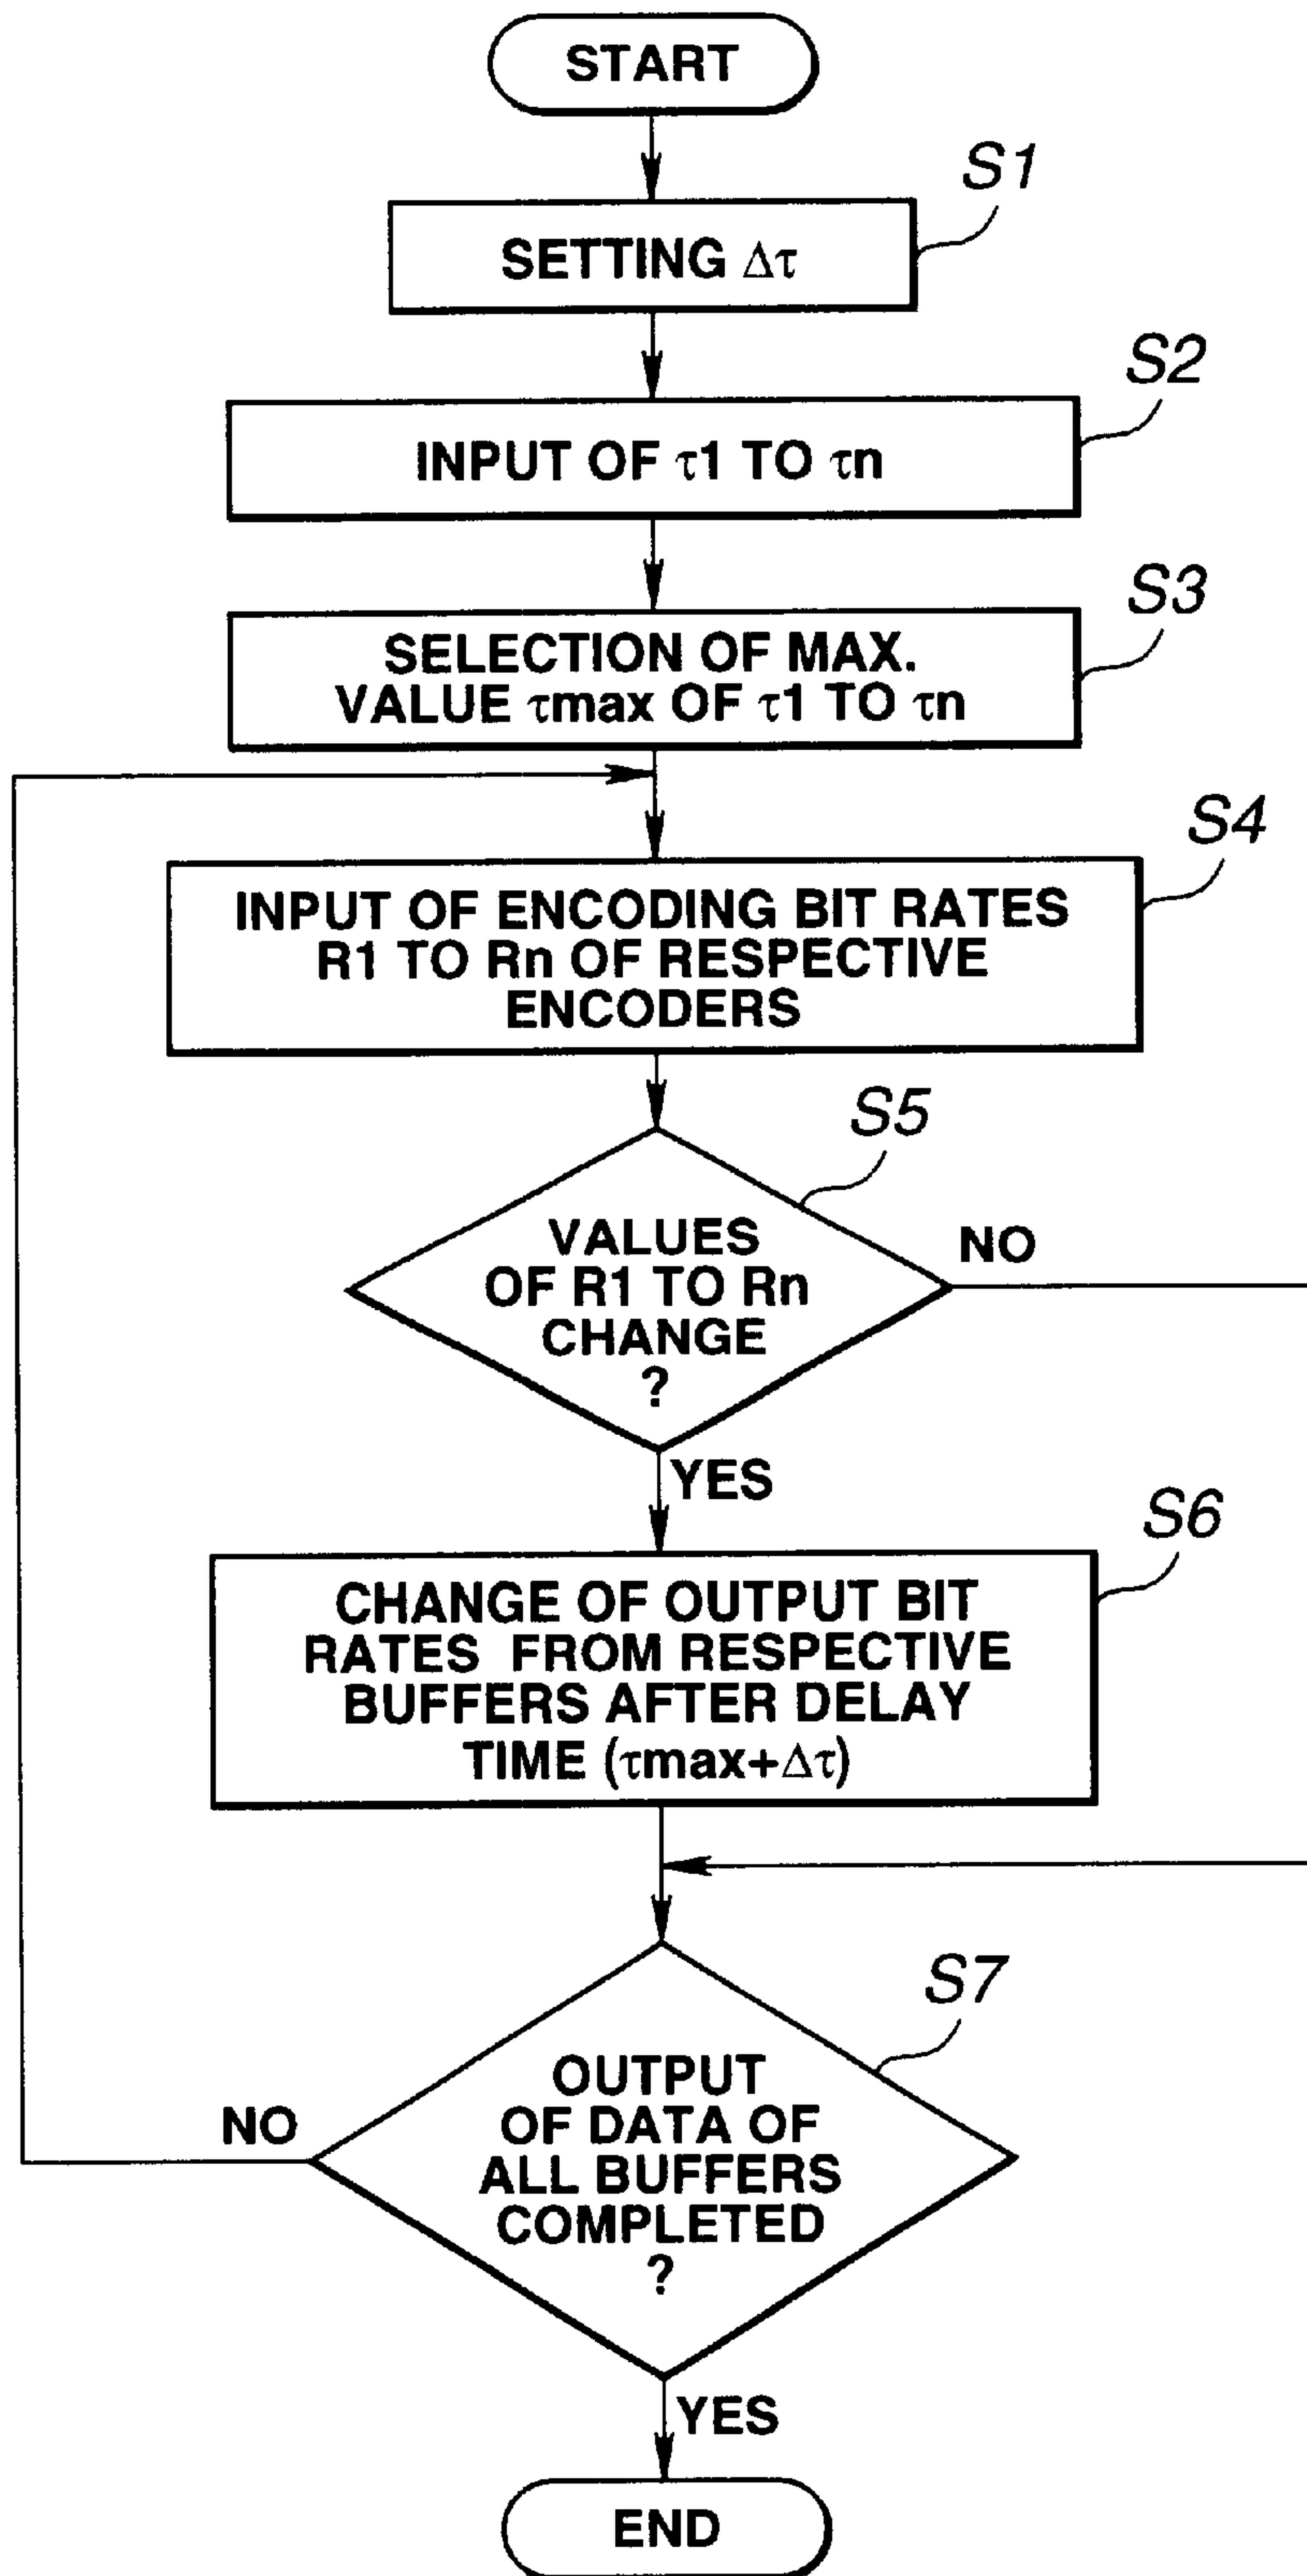 START
S1
SETTING Δτ
S2
INPUT OF τ1 TO τn
S3
SELECTION OF MAX.
VALUE τmax OF τ1 TO τn
S4
INPUT OF ENCODING BIT RATES
R1 TO Rn OF RESPECTIVE
ENCODERS
S5
VALUES
OF R1 TO Rn
CHANGE
?
NO
YES
S6
CHANGE OF OUTPUT BIT
RATES FROM RESPECTIVE
BUFFERS AFTER DELAY
TIME (τmax+Δτ)
S7
OUTPUT
OF DATA OF
ALL BUFFERS
COMPLETED
?
NO
YES
END